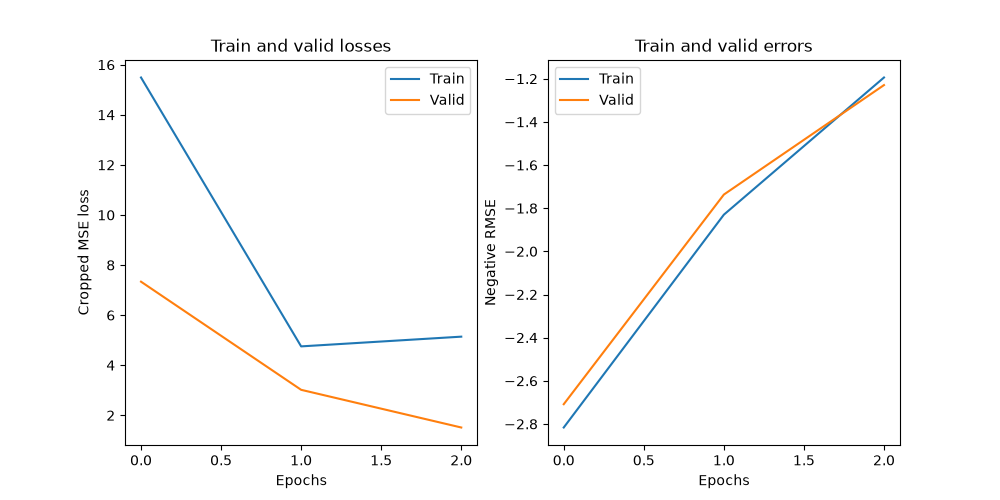 Train and valid losses
Train
Valid
Cropped MSE loss
16
14
12
10
8
6
4
2
0.0 0.5 1.0 1.5 2.0
Epochs
Train and valid errors
Train
Valid
Negative RMSE
−1.2
−1.4
−1.6
−1.8
−2.0
−2.2
−2.4
−2.6
−2.8
0.0 0.5 1.0 1.5 2.0
Epochs